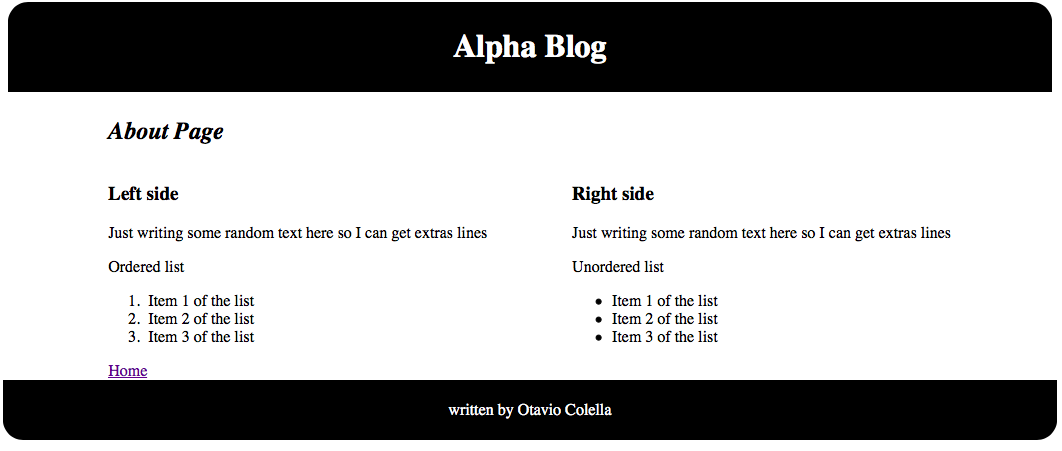 Alpha Blog
About Page
Left side
Just writing some random text here so I can get extras lines
Ordered list
1. Item 1 of the list
2. Item 2 of the list
3. Item 3 of the list
Home
Right side
Just writing some random text here so I can get extras lines
Unordered list
• Item 1 of the list
• Item 2 of the list
• Item 3 of the list
written by Otavio Colella